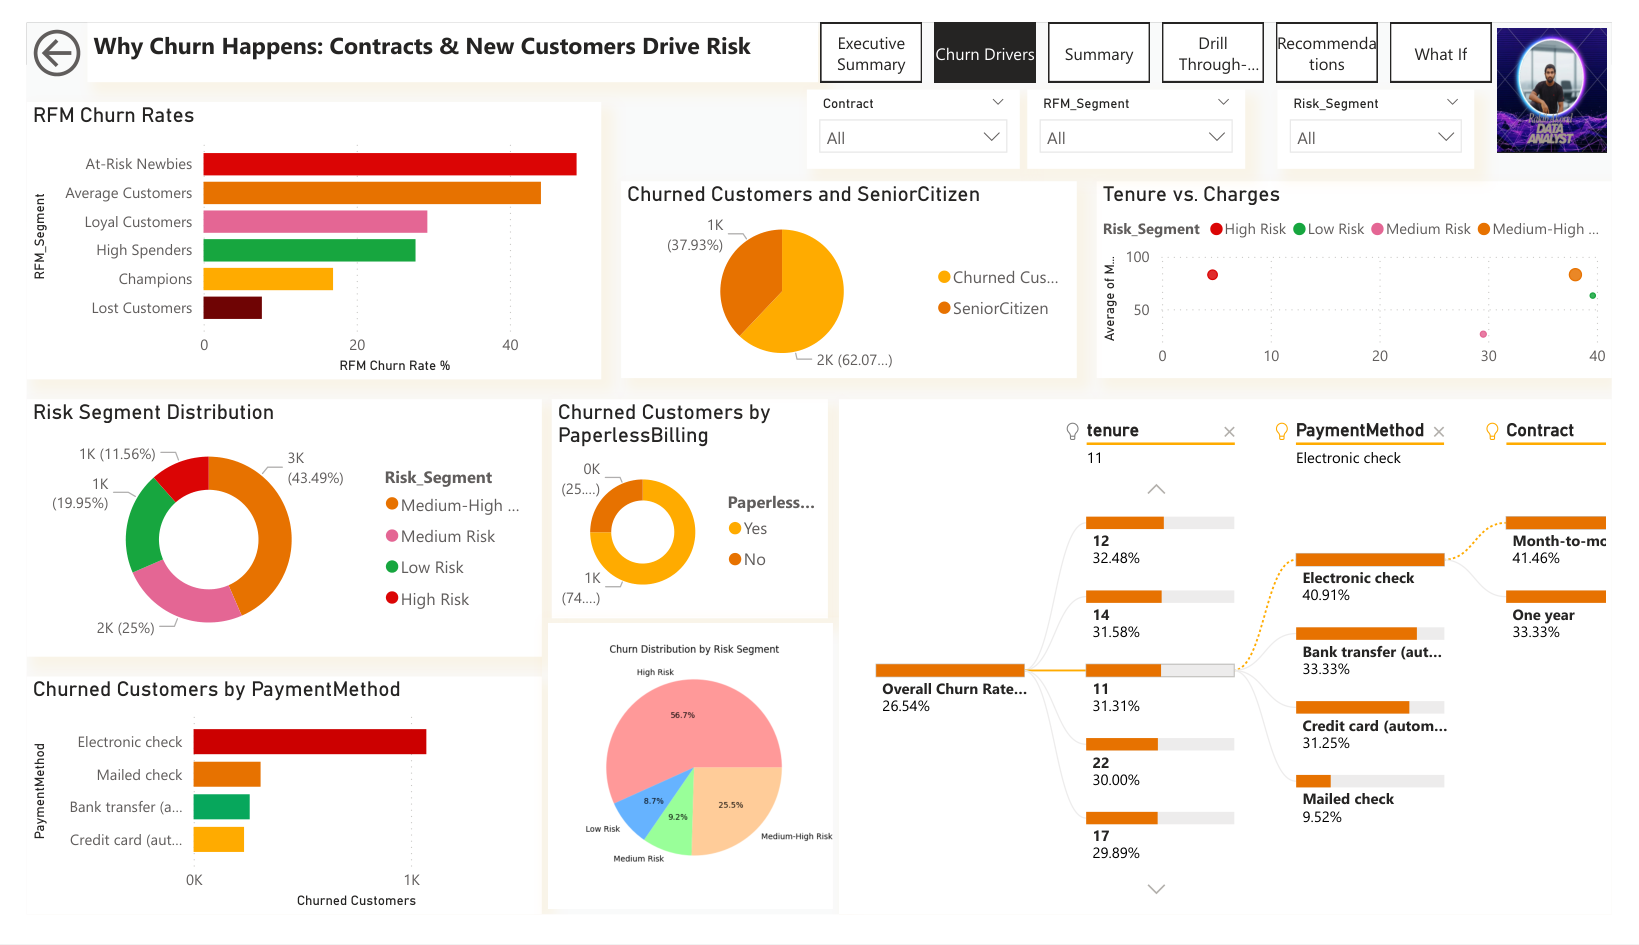 Why Churn Happens: Contracts & New Customers Drive Risk
Executive
Summary
Churn Drivers
Summary
Drill
Through-...
Recommenda
tions
What If
DATA
ANALYST
Contract
All
RFM_Segment
All
Risk_Segment
All
RFM Churn Rates
RFM_Segment
At-Risk Newbies
Average Customers
Loyal Customers
High Spenders
Champions
Lost Customers
0
20
40
RFM Churn Rate %
Churned Customers and SeniorCitizen
1K
(37.93%)
2K (62.07...)
Churned Cus...
SeniorCitizen
Tenure vs. Charges
Risk_Segment
High Risk
Low Risk
Medium Risk
Medium-High ...
Average of M...
100
50
0
10
20
30
40
Risk Segment Distribution
1K (11.56%)
1K
(19.95%)
3K
(43.49%)
2K (25%)
Risk_Segment
Medium-High ...
Medium Risk
Low Risk
High Risk
Churned Customers by
PaperlessBilling
0K
(25....)
1K
(74....)
Paperless...
Yes
No
Churned Customers by PaymentMethod
PaymentMethod
Electronic check
Mailed check
Bank transfer (a...
Credit card (aut...
0K
1K
Churned Customers
Churn Distribution by Risk Segment
High Risk
56.7%
8.7%
9.2%
25.5%
Low Risk
Medium Risk
Medium-High Risk
tenure
11
PaymentMethod
Electronic check
Contract
Overall Churn Rate...
26.54%
12
32.48%
14
31.58%
11
31.31%
22
30.00%
17
29.89%
Electronic check
40.91%
Bank transfer (aut...
33.33%
Credit card (autom...
31.25%
Mailed check
9.52%
Month-to-mo
41.46%
One year
33.33%